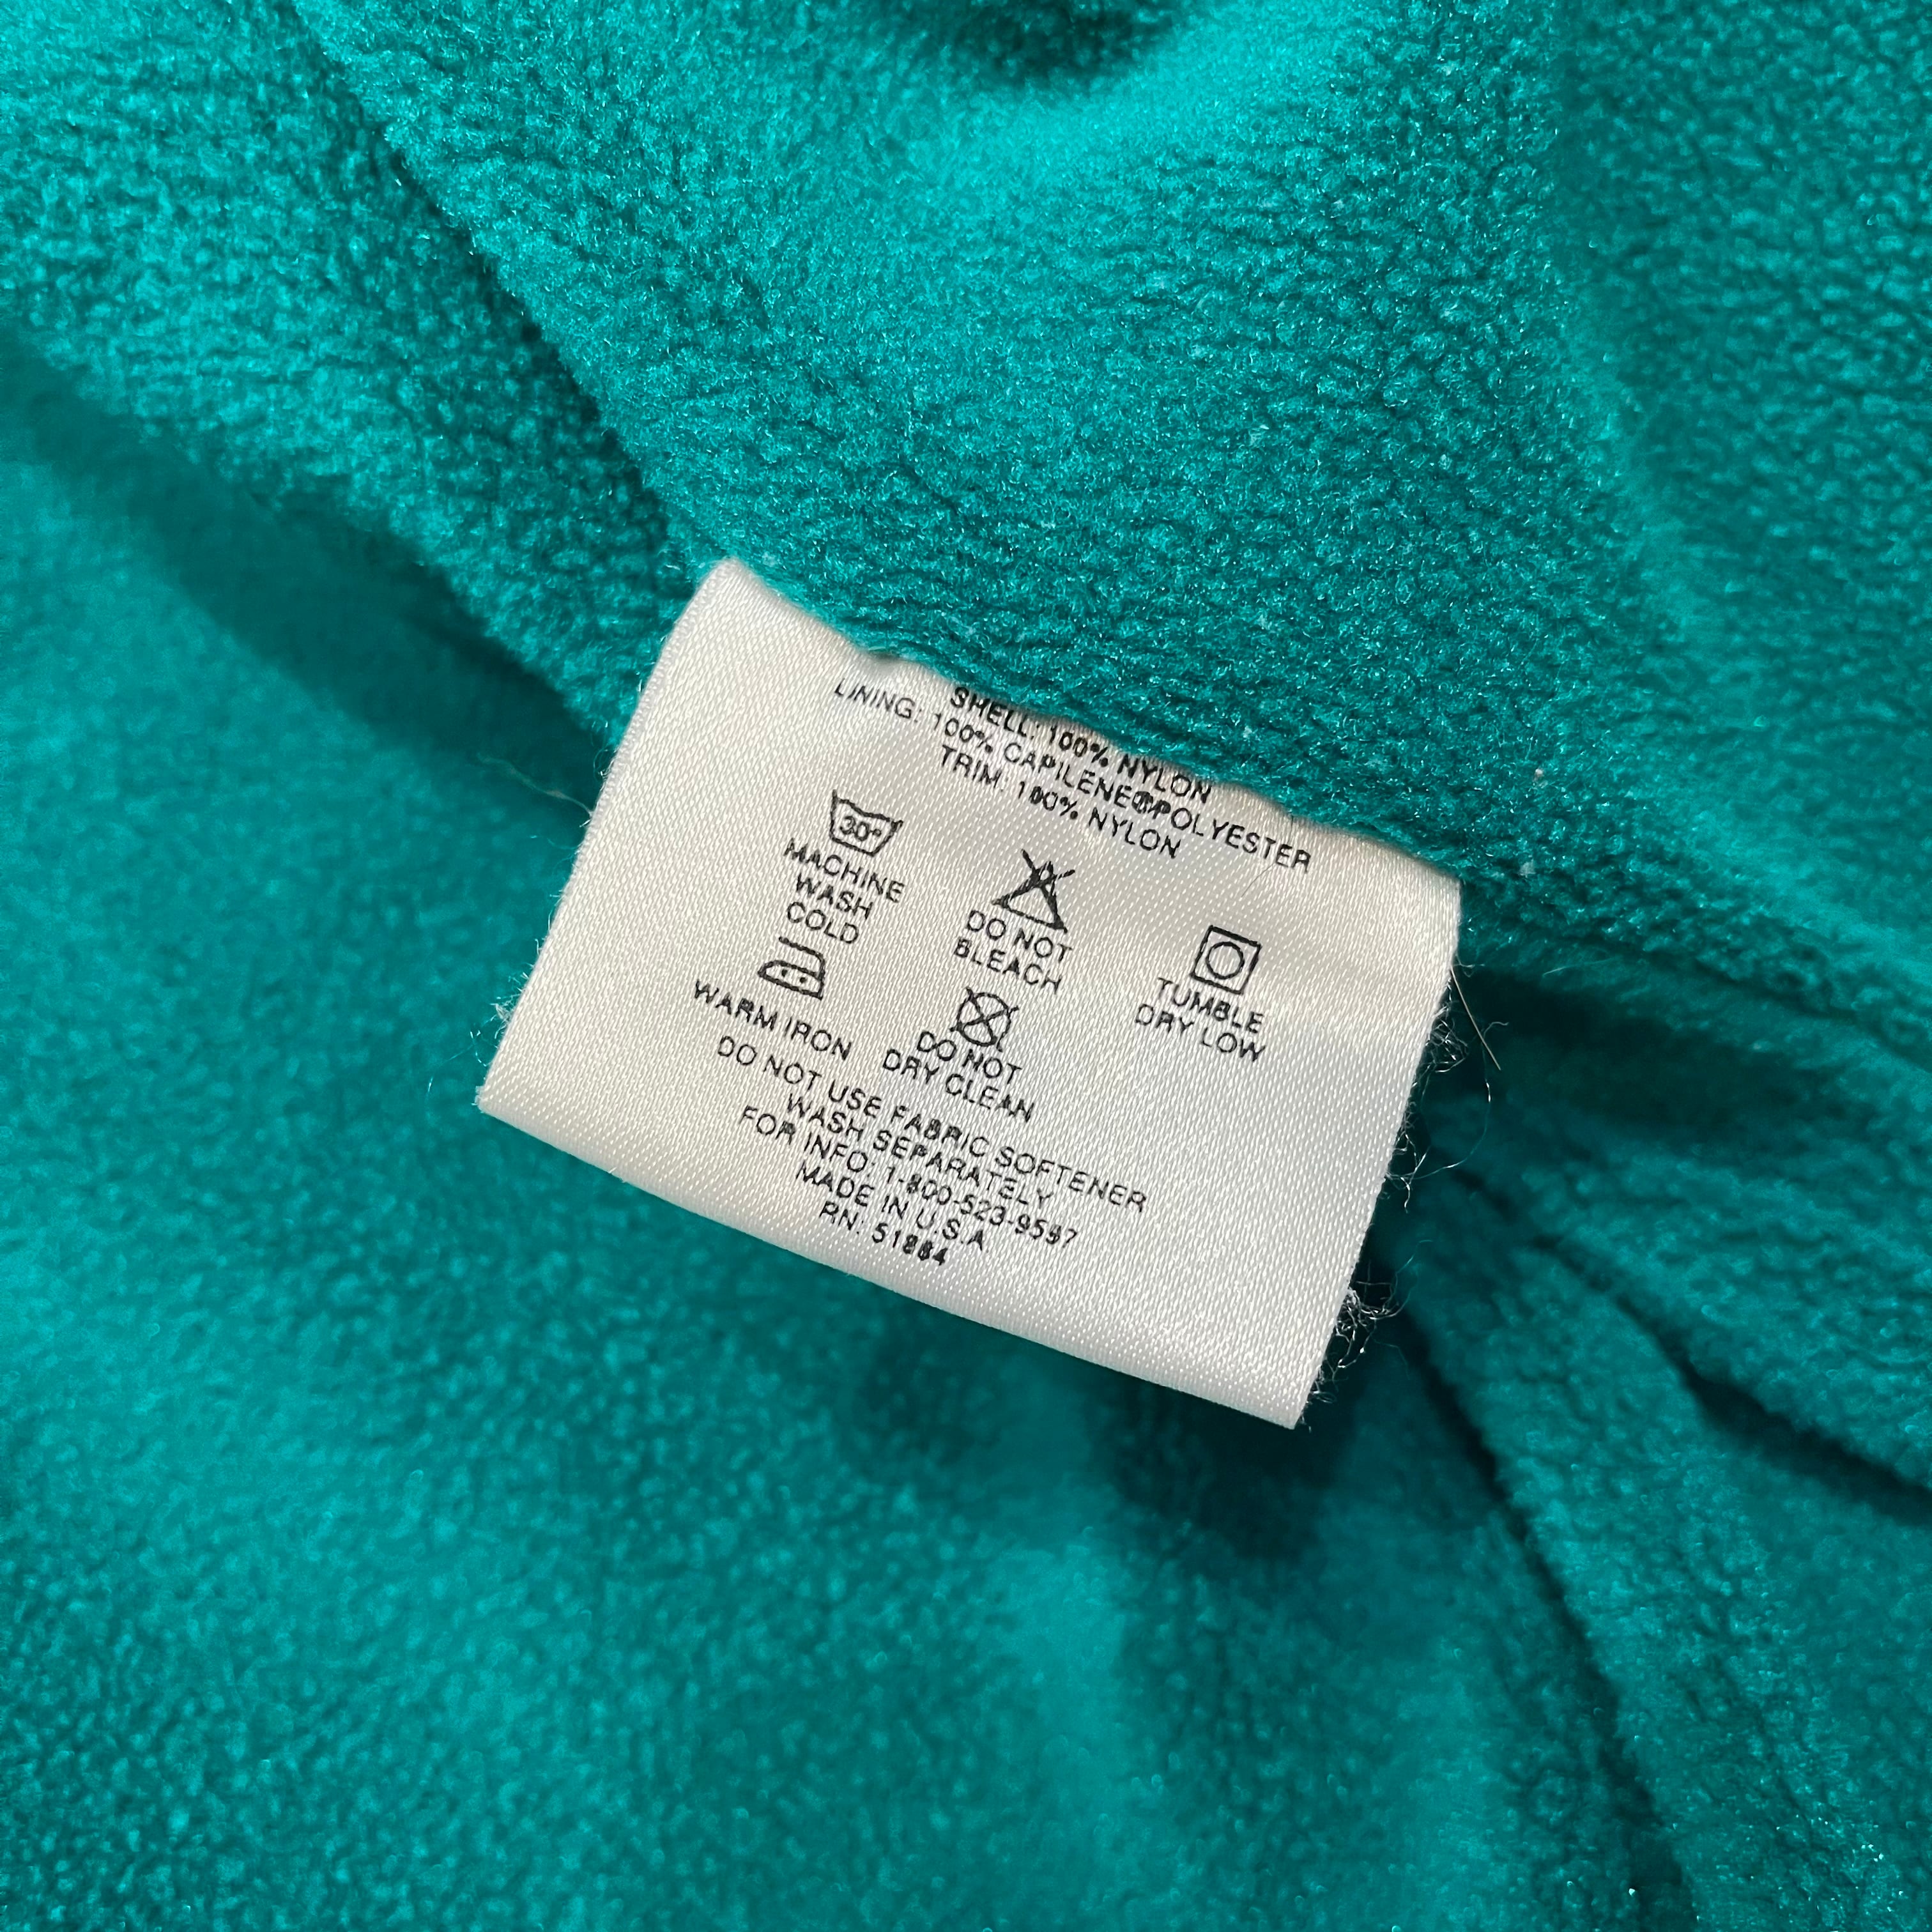 SHELL: 100% NYLON
LINING: 100% CAPILENE®POLYESTER
TRIM: 100% NYLON
30°
MACHINE
WASH
COLD
DO NOT
BLEACH
TUMBLE
DRY LOW
WARM IRON
DO NOT
DRY CLEAN
DO NOT USE FABRIC SOFTENER
WASH SEPARATELY
FOR INFO: 1-800-523-9597
MADE IN U.S.A
RN: 51884